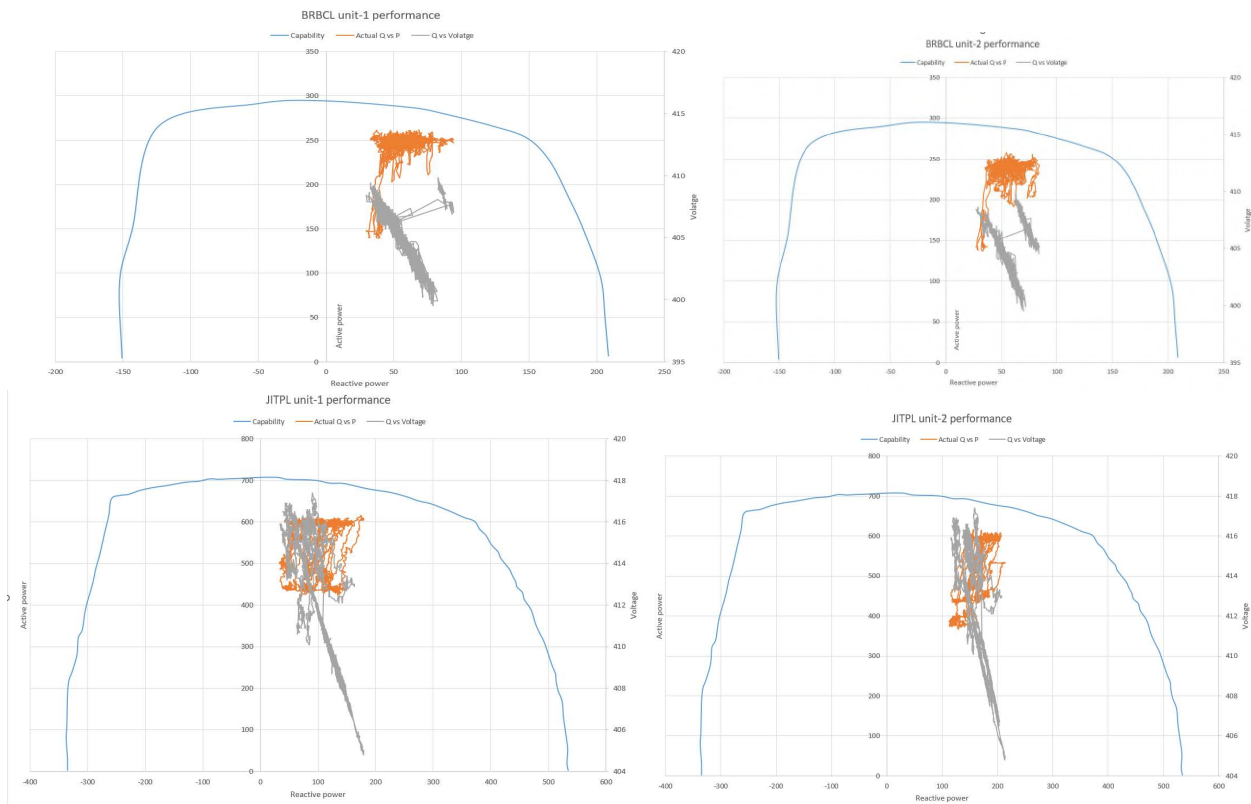 BRBCL unit-1 performance
Capability Actual Q vs P Q vs Volatge
350
300
250
200
150
100
50
0
420
415
410
405
400
395
Active power
Volatge
-200 -150 -100 -50 0 50 100 150 200 250
Reactive power
BRBCL unit-2 performance
Capability Actual Q vs P Q vs Voltage
350
300
250
200
150
100
50
0
420
415
410
405
400
395
Active power
Volatge
-200 -150 -100 -50 0 50 100 150 200 250
Reactive power
JITPL unit-1 performance
Capability Actual Q vs P Q vs Voltage
800
700
600
500
400
300
200
100
0
420
418
416
414
412
410
408
406
404
Active power
Voltage
-400 -300 -200 -100 0 100 200 300 400 500 600
Reactive power
JITPL unit-2 performance
Capability Actual Q vs P Q vs Voltage
800
700
600
500
400
300
200
100
0
420
418
416
414
412
410
408
406
404
Active power
Voltage
-400 -300 -200 -100 0 100 200 300 400 500 600
Reactive power